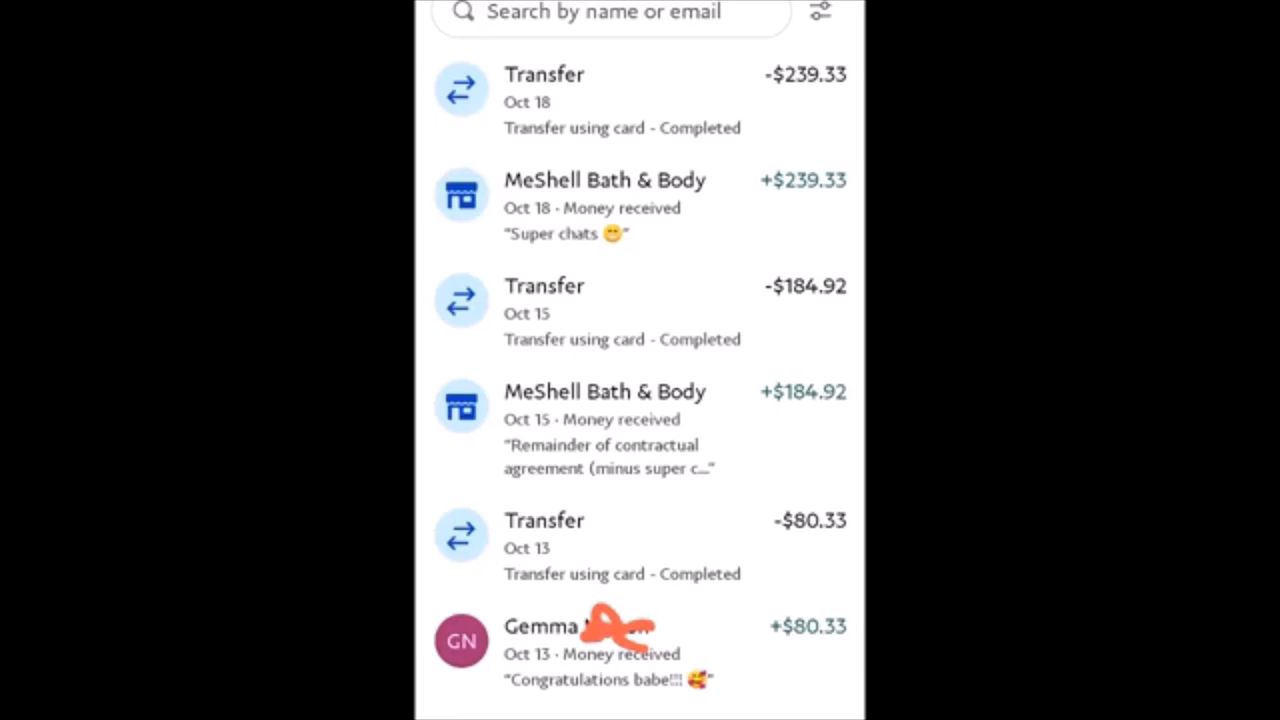 Search by name or email
Transfer -$239.33
Oct 18
Transfer using card - Completed
MeShell Bath & Body +$239.33
Oct 18 · Money received
"Super chats 😁"
Transfer -$184.92
Oct 15
Transfer using card - Completed
MeShell Bath & Body +$184.92
Oct 15 · Money received
"Remainder of contractual
agreement (minus super c..."
Transfer -$80.33
Oct 13
Transfer using card - Completed
GN Gemma +$80.33
Oct 13 · Money received
"Congratulations babe!!! 🥰"